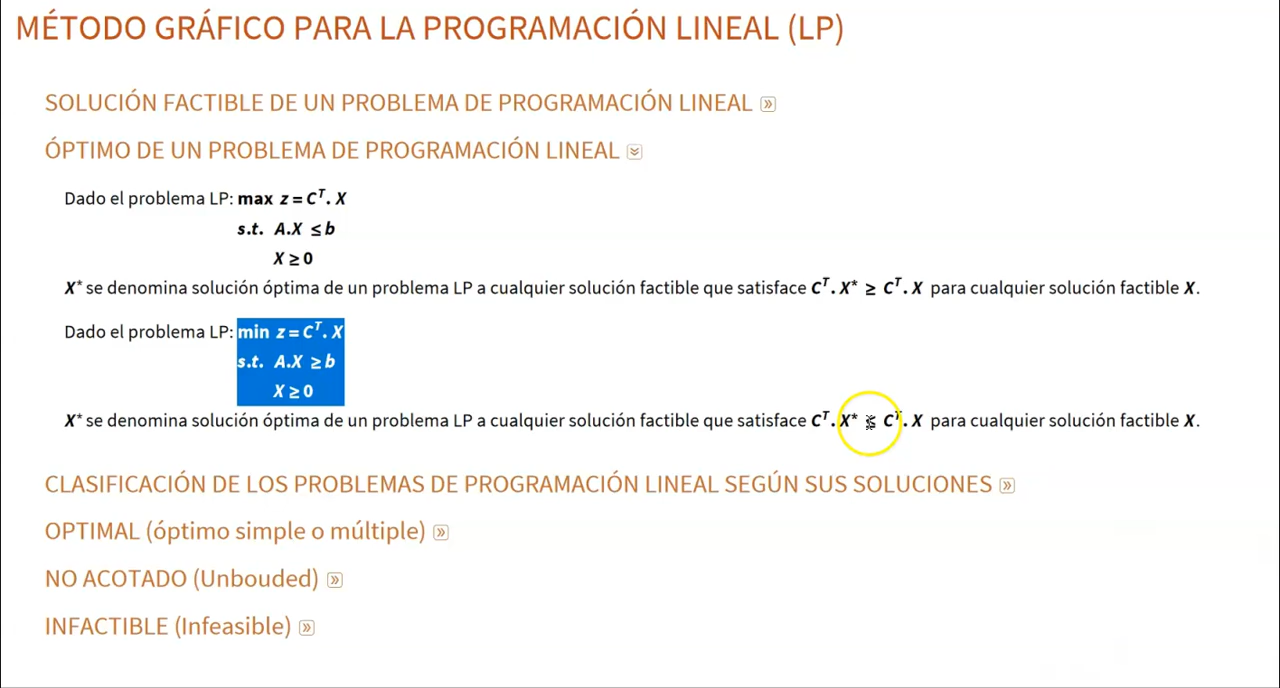 MÉTODO GRÁFICO PARA LA PROGRAMACIÓN LINEAL (LP)
SOLUCIÓN FACTIBLE DE UN PROBLEMA DE PROGRAMACIÓN LINEAL
ÓPTIMO DE UN PROBLEMA DE PROGRAMACIÓN LINEAL
Dado el problema LP: max z = Cᵀ. X
s.t. A.X ≤ b
X ≥ 0
X* se denomina solución óptima de un problema LP a cualquier solución factible que satisface Cᵀ. X* ≥ Cᵀ. X para cualquier solución factible X.
Dado el problema LP: min z = Cᵀ. X
s.t. A.X ≥ b
X ≥ 0
X* se denomina solución óptima de un problema LP a cualquier solución factible que satisface Cᵀ. X* ≤ Cᵀ. X para cualquier solución factible X.
CLASIFICACIÓN DE LOS PROBLEMAS DE PROGRAMACIÓN LINEAL SEGÚN SUS SOLUCIONES
OPTIMAL (óptimo simple o múltiple)
NO ACOTADO (Unbouded)
INFACTIBLE (Infeasible)